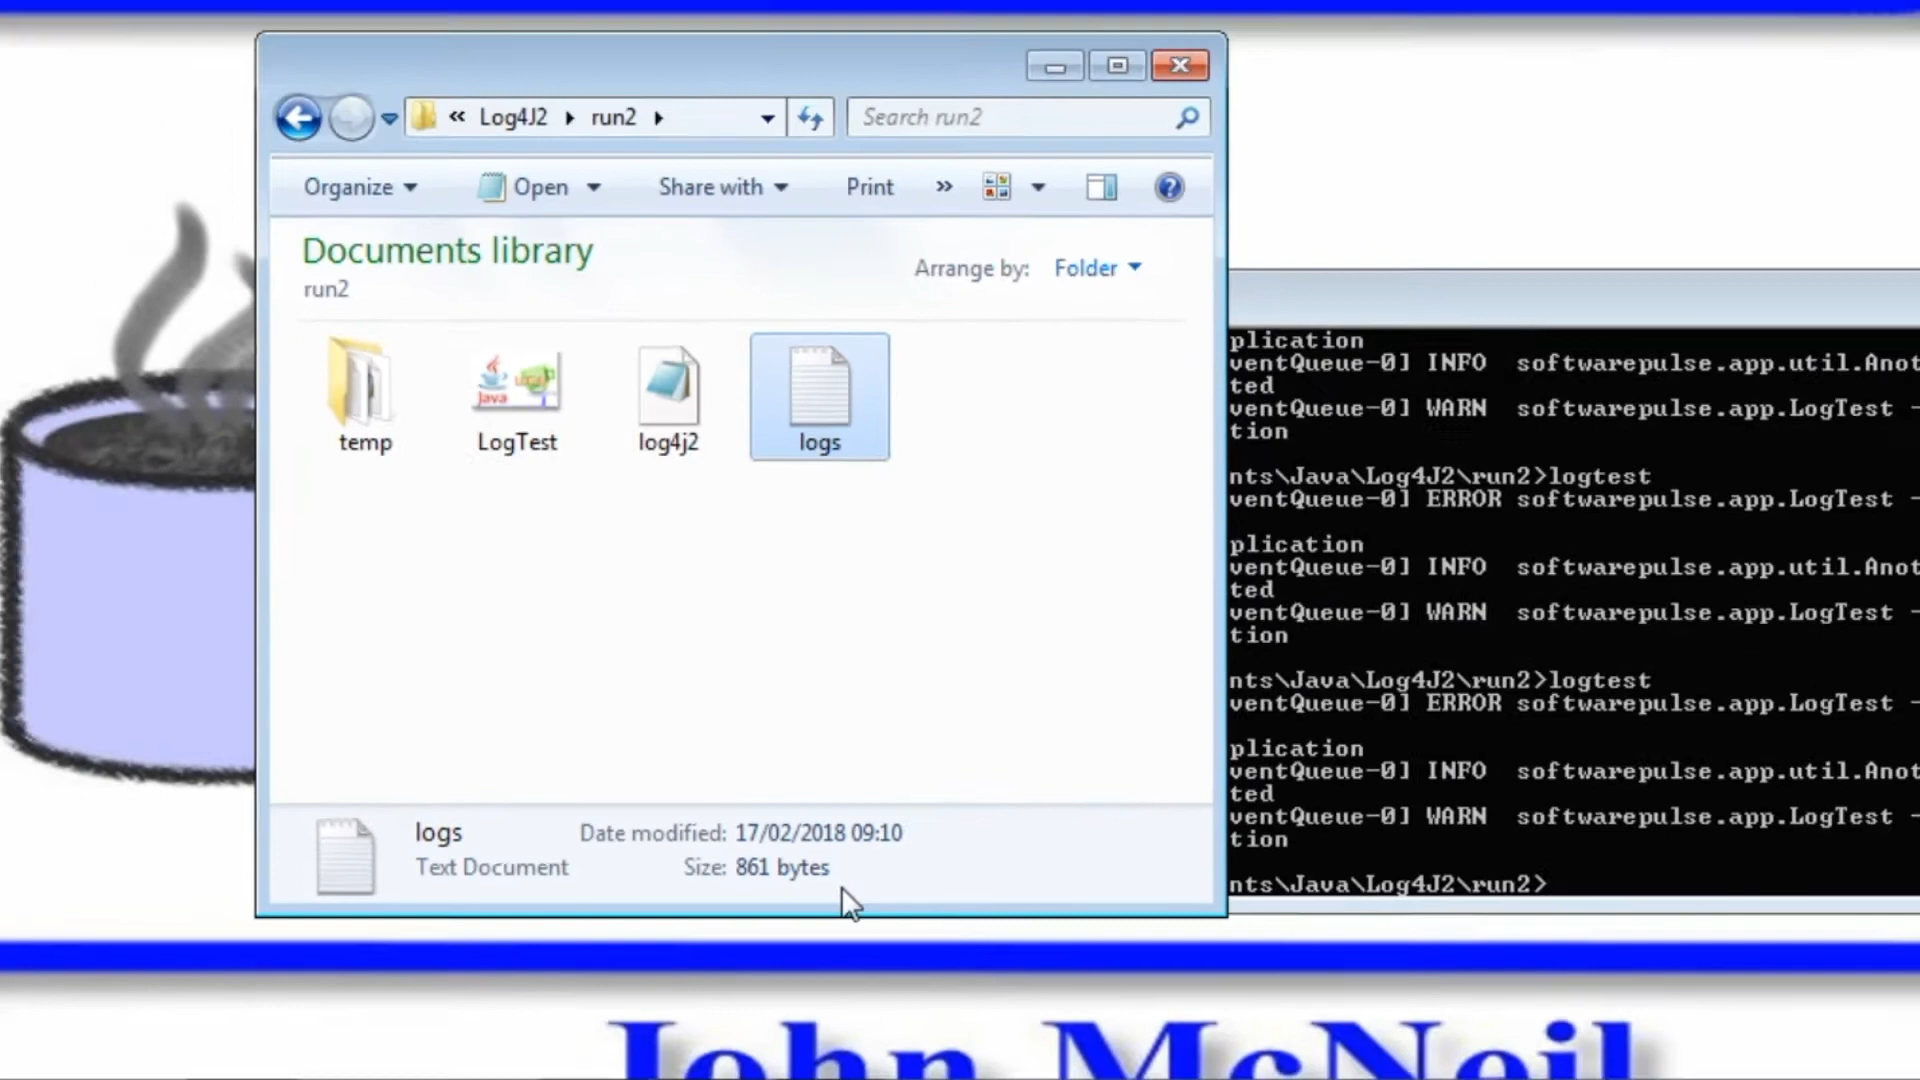 « Log4J2 run2
Search run2
Organize Open Share with Print »
Documents library
run2
Arrange by: Folder
temp
LogTest
log4j2
logs
logs
Date modified: 17/02/2018 09:10
Text Document
Size: 861 bytes
plication
ventQueue-0] INFO softwarepulse.app.util.Anot
ted
ventQueue-0] WARN softwarepulse.app.LogTest -
tion
nts\Java\Log4J2\run2>logtest
ventQueue-0] ERROR softwarepulse.app.LogTest -
plication
ventQueue-0] INFO softwarepulse.app.util.Anot
ted
ventQueue-0] WARN softwarepulse.app.LogTest -
tion
nts\Java\Log4J2\run2>logtest
ventQueue-0] ERROR softwarepulse.app.LogTest -
plication
ventQueue-0] INFO softwarepulse.app.util.Anot
ted
ventQueue-0] WARN softwarepulse.app.LogTest -
tion
nts\Java\Log4J2\run2>
John McNeil